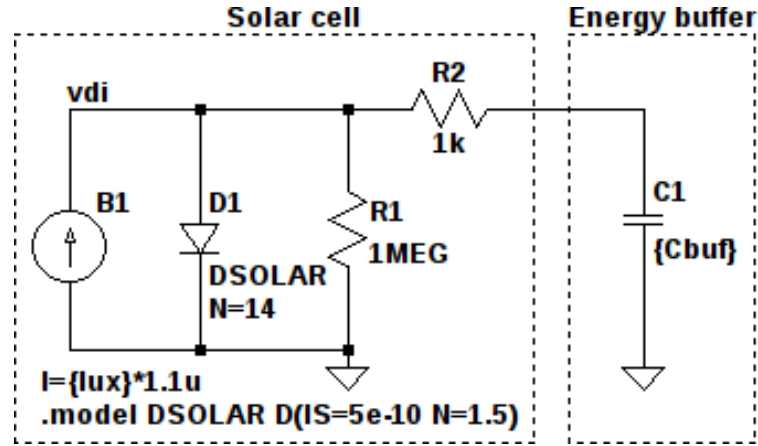 Solar cell
Energy buffer
vdi
R2
1k
B1
D1
R1
1MEG
C1
{Cbuf}
DSOLAR
N=14
I={lux}*1.1u
.model DSOLAR D(IS=5e-10 N=1.5)